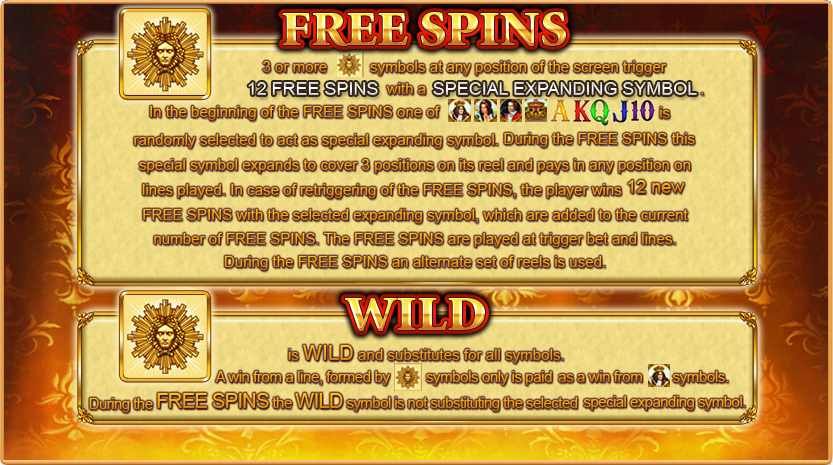 FREE SPINS
3 or more symbols at any position of the screen trigger
12 FREE SPINS with a SPECIAL EXPANDING SYMBOL.
In the beginning of the FREE SPINS one of A K Q J 10 is
randomly selected to act as special expanding symbol. During the FREE SPINS this
special symbol expands to cover 3 positions on its reel and pays in any position on
lines played. In case of retriggering of the FREE SPINS, the player wins 12 new
FREE SPINS with the selected expanding symbol, which are added to the current
number of FREE SPINS. The FREE SPINS are played at trigger bet and lines.
During the FREE SPINS an alternate set of reels is used.
WILD
is WILD and substitutes for all symbols.
A win from a line, formed by symbols only is paid as a win from symbols.
During the FREE SPINS the WILD symbol is not substituting the selected special expanding symbol.